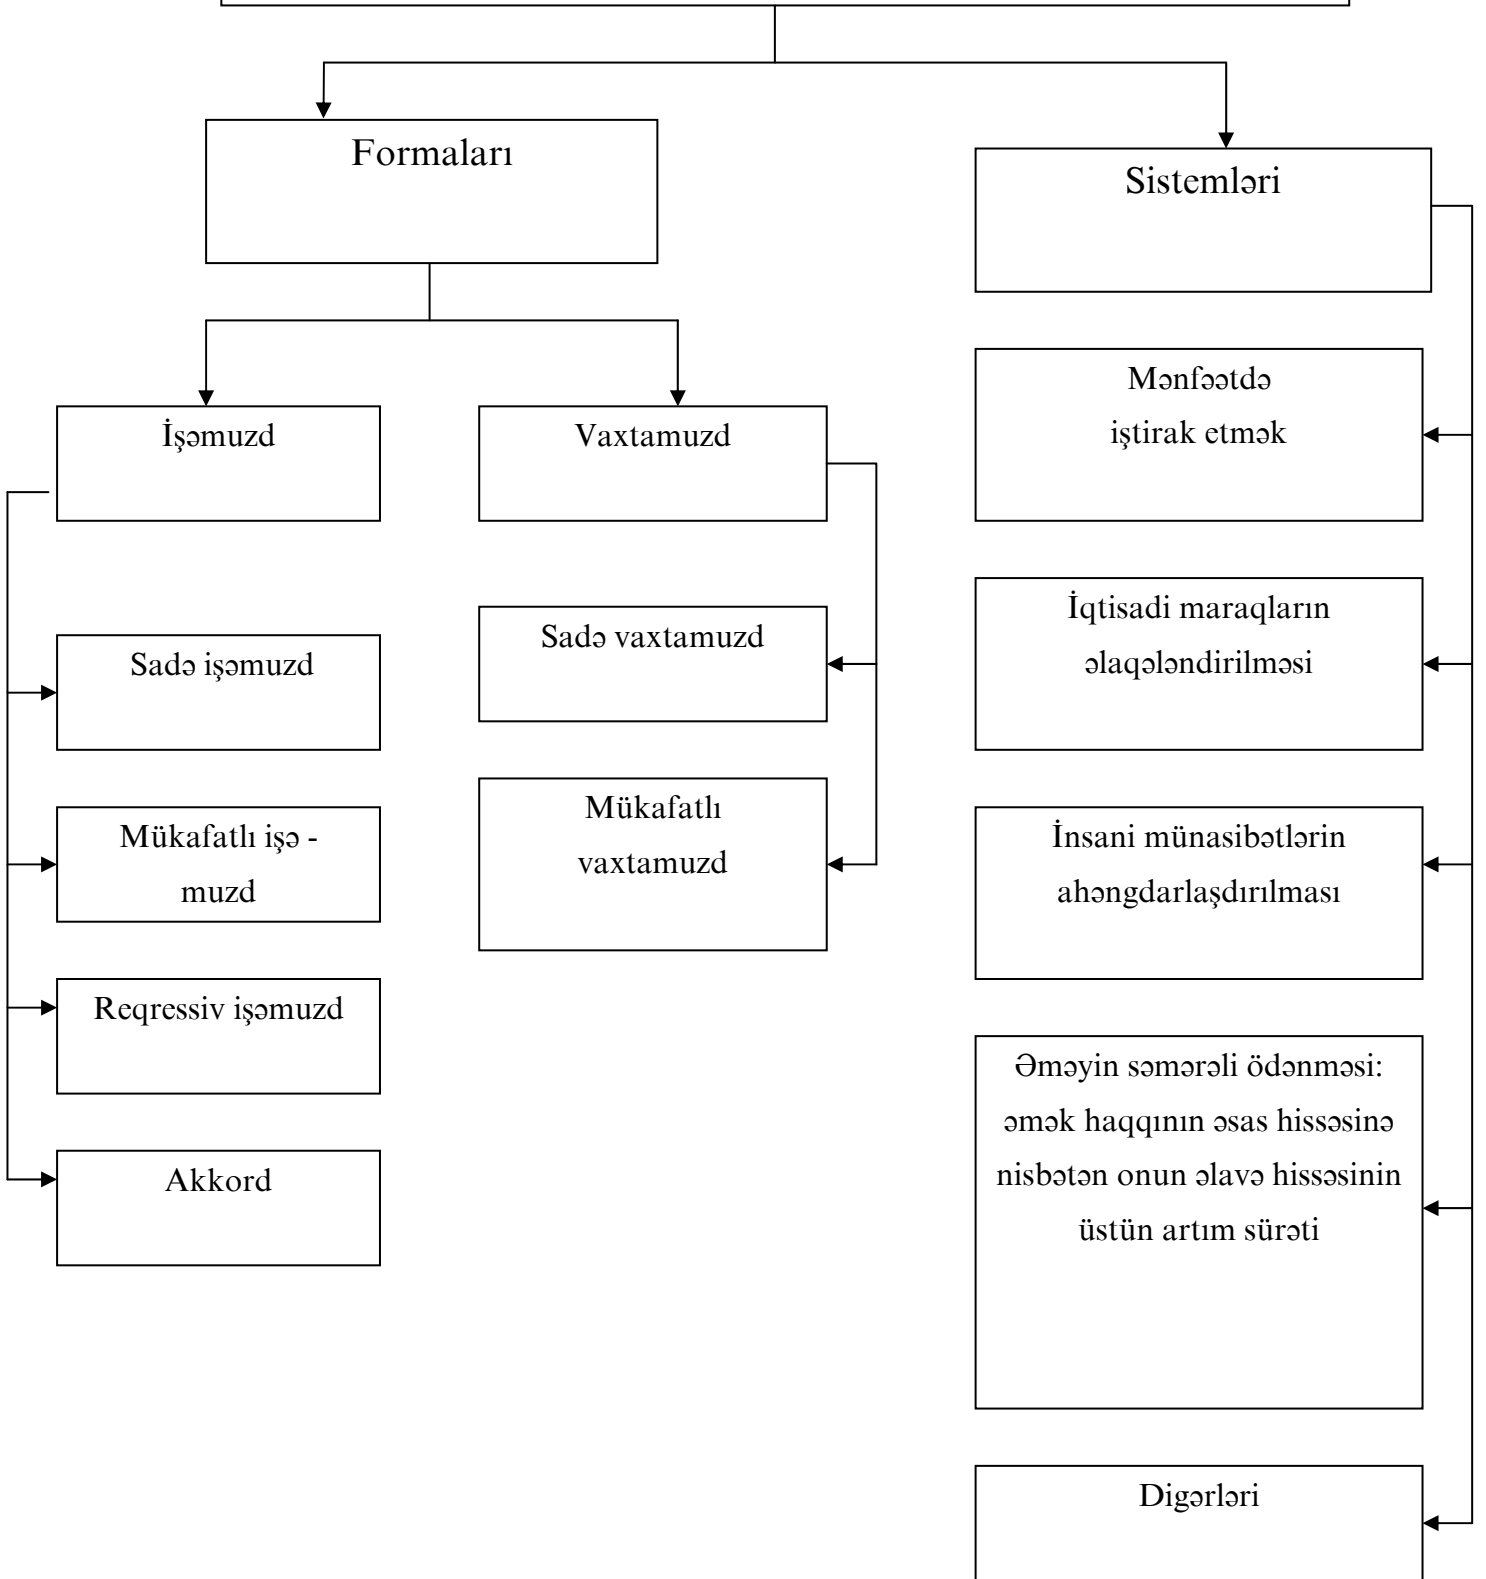 Formaları
Sistemləri
İşəmuzd
Vaxtamuzd
Sadə işəmuzd
Mükafatlı işə -
muzd
Reqressiv işəmuzd
Akkord
Sadə vaxtamuzd
Mükafatlı
vaxtamuzd
Mənfəətdə
iştirak etmək
İqtisadi maraqların
əlaqələndirilməsi
İnsani münasibətlərin
ahəngdarlaşdırılması
Əməyin səmərəli ödənməsi:
əmək haqqının əsas hissəsinə
nisbətən onun əlavə hissəsinin
üstün artım sürəti
Digərləri